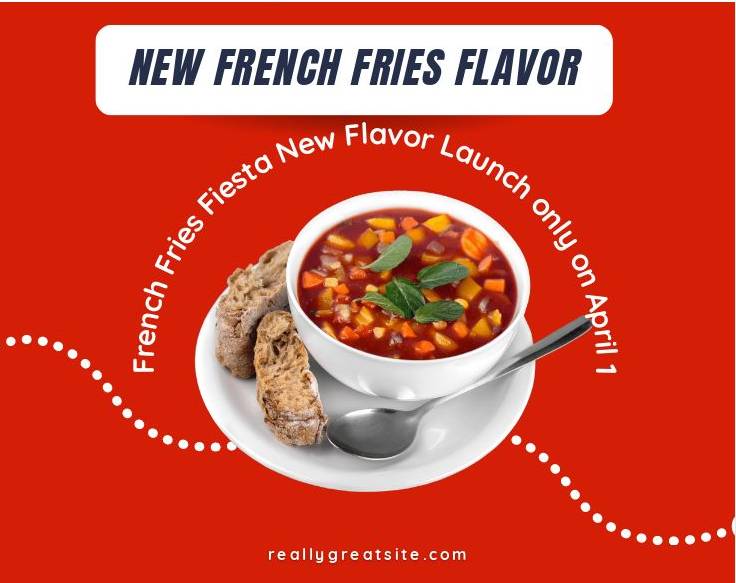 NEW FRENCH FRIES FLAVOR
French Fries Fiesta New Flavor Launch only on April 1
reallygreatsite.com